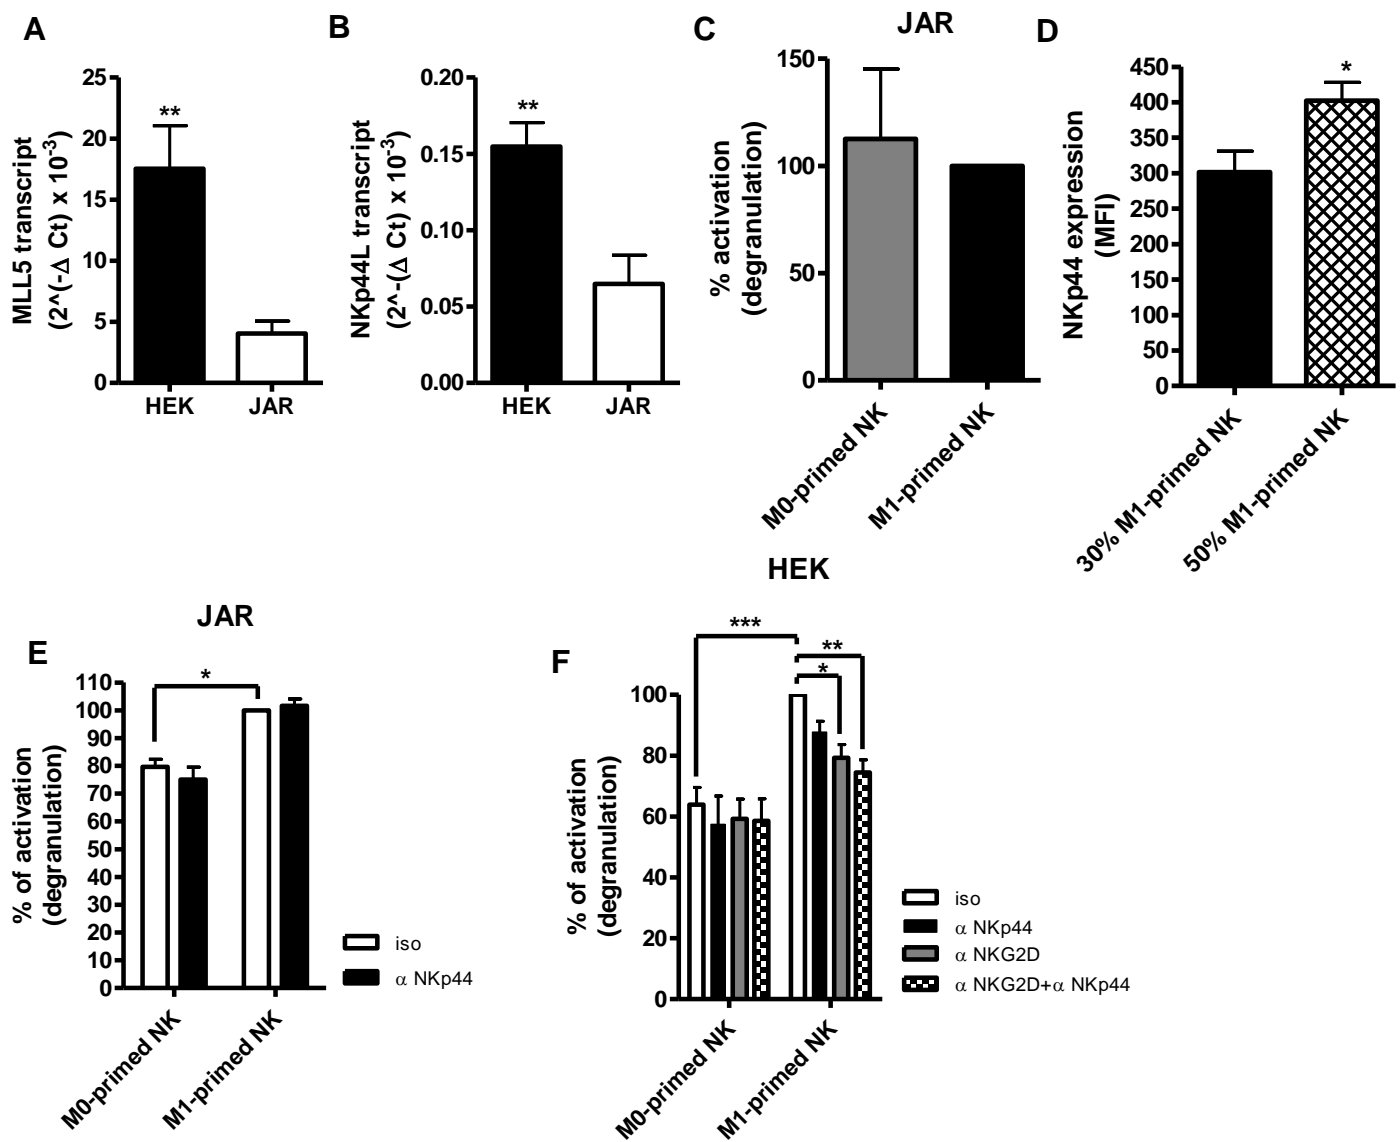 A
MLL5 transcript
(2^(-Δ Ct) x 10-3)
25
20
15
10
5
0
**
HEK
JAR
B
NKp44L transcript
(2^-(Δ Ct) x 10-3)
0.20
0.15
0.10
0.05
0.00
**
HEK
JAR
C
JAR
% activation
(degranulation)
150
100
50
0
M0-primed NK
M1-primed NK
D
NKp44 expression
(MFI)
450
400
350
300
250
200
150
100
50
0
*
30% M1-primed NK
50% M1-primed NK
JAR
E
% of activation
(degranulation)
110
100
90
80
70
60
50
40
30
20
10
0
*
M0-primed NK
M1-primed NK
iso
α NKp44
HEK
F
% of activation
(degranulation)
100
80
60
40
20
0
***
**
*
M0-primed NK
M1-primed NK
iso
α NKp44
α NKG2D
α NKG2D+α NKp44